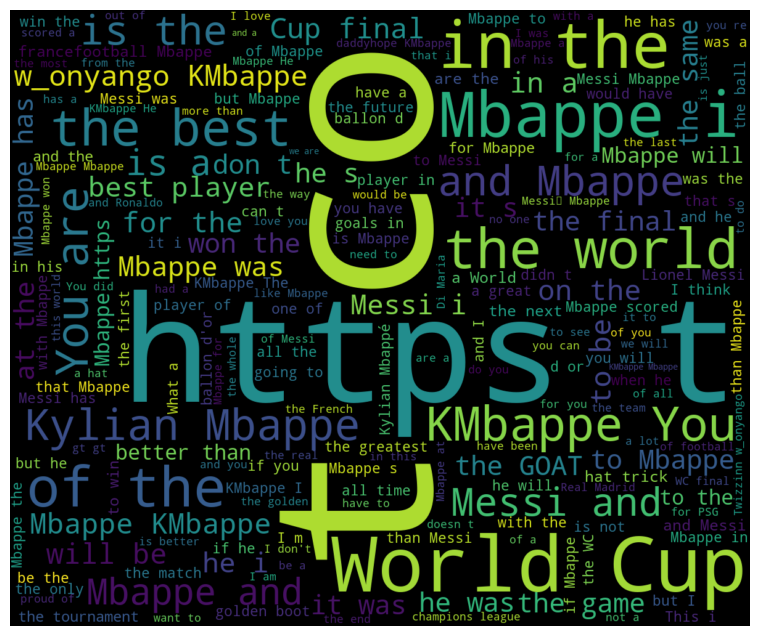 win the
out of
I love
Mbappe to
with a
you re
scored a
and a
is the
Cup final
daddyhope KMbappe
I was
Mbappe a
he has
francefootball Mbappe
of Mbappe
that i
in the
was a
the most
from the
Mbappe He
of his
is just
the ball
w_onyango KMbappe
have a
are the
in a
Messi Mbappe
the same
has a
KMbappe He
Messi was
but Mbappe
the future
would have
more than
ballon d
Mbappe i
the best
we are
the last
and the
Mbappe Mbappe
is a
don t
for Mbappe
for a
Mbappe will
Mbappe has
he s
player in
to Messi
and Mbappe
was the
best player
the way
would be
it s
that s
Mbappe won
You are
and Ronaldo
can t
you have
Messi
Mbappe
to do
for the
love you
goals in
no one
the final
and he
it i
won the
is Mbappe
didn t
Lionel Messi
in his
Mbappe was
need to
the world
at the
with Mbappe
this world
You did
Mbappe https
KMbappe The
Di Maria
a World
a great
on the
I think
had a
like Mbappe
Messi i
the next
Mbappe scored
player of
one of
and I
it to
the first
ballon d'or
Mbappe for
of Messi
the whole
Kylian Mbappé
all the
to see
of you
we will
than Mbappe
a hat
going to
are a
do you
you can
d or
to be
you will
that Mbappe
What a
https t
co
t
when he
KMbappe Mbappe
Messi has
of all
the French
for you
the team
Kylian Mbappe
KMbappe You
gt gt
better than
the real
in this
the greatest
Mbappe at
have been
a lot
of football
but he
to win
and you
if you
Mbappe s
the GOAT
to Mbappe
hat trick
WC final
Twizzinn w_onyango
of the
KMbappe I
the golden
all time
he will
Real Madrid
Mbappe the
have to
Messi and
to the
for PSG
Mbappe KMbappe
doesn t
with the
is not
and Messi
is better
if he
I m
I don't
than Messi
of a
if Mbappe
the WC
Mbappe in
will be
he i
be the
the match
I am
be a
World Cup
not a
the only
proud of
Mbappe and
it was
he was
the game
but I
the tournament
want to
golden boot
the end
champions league
This i